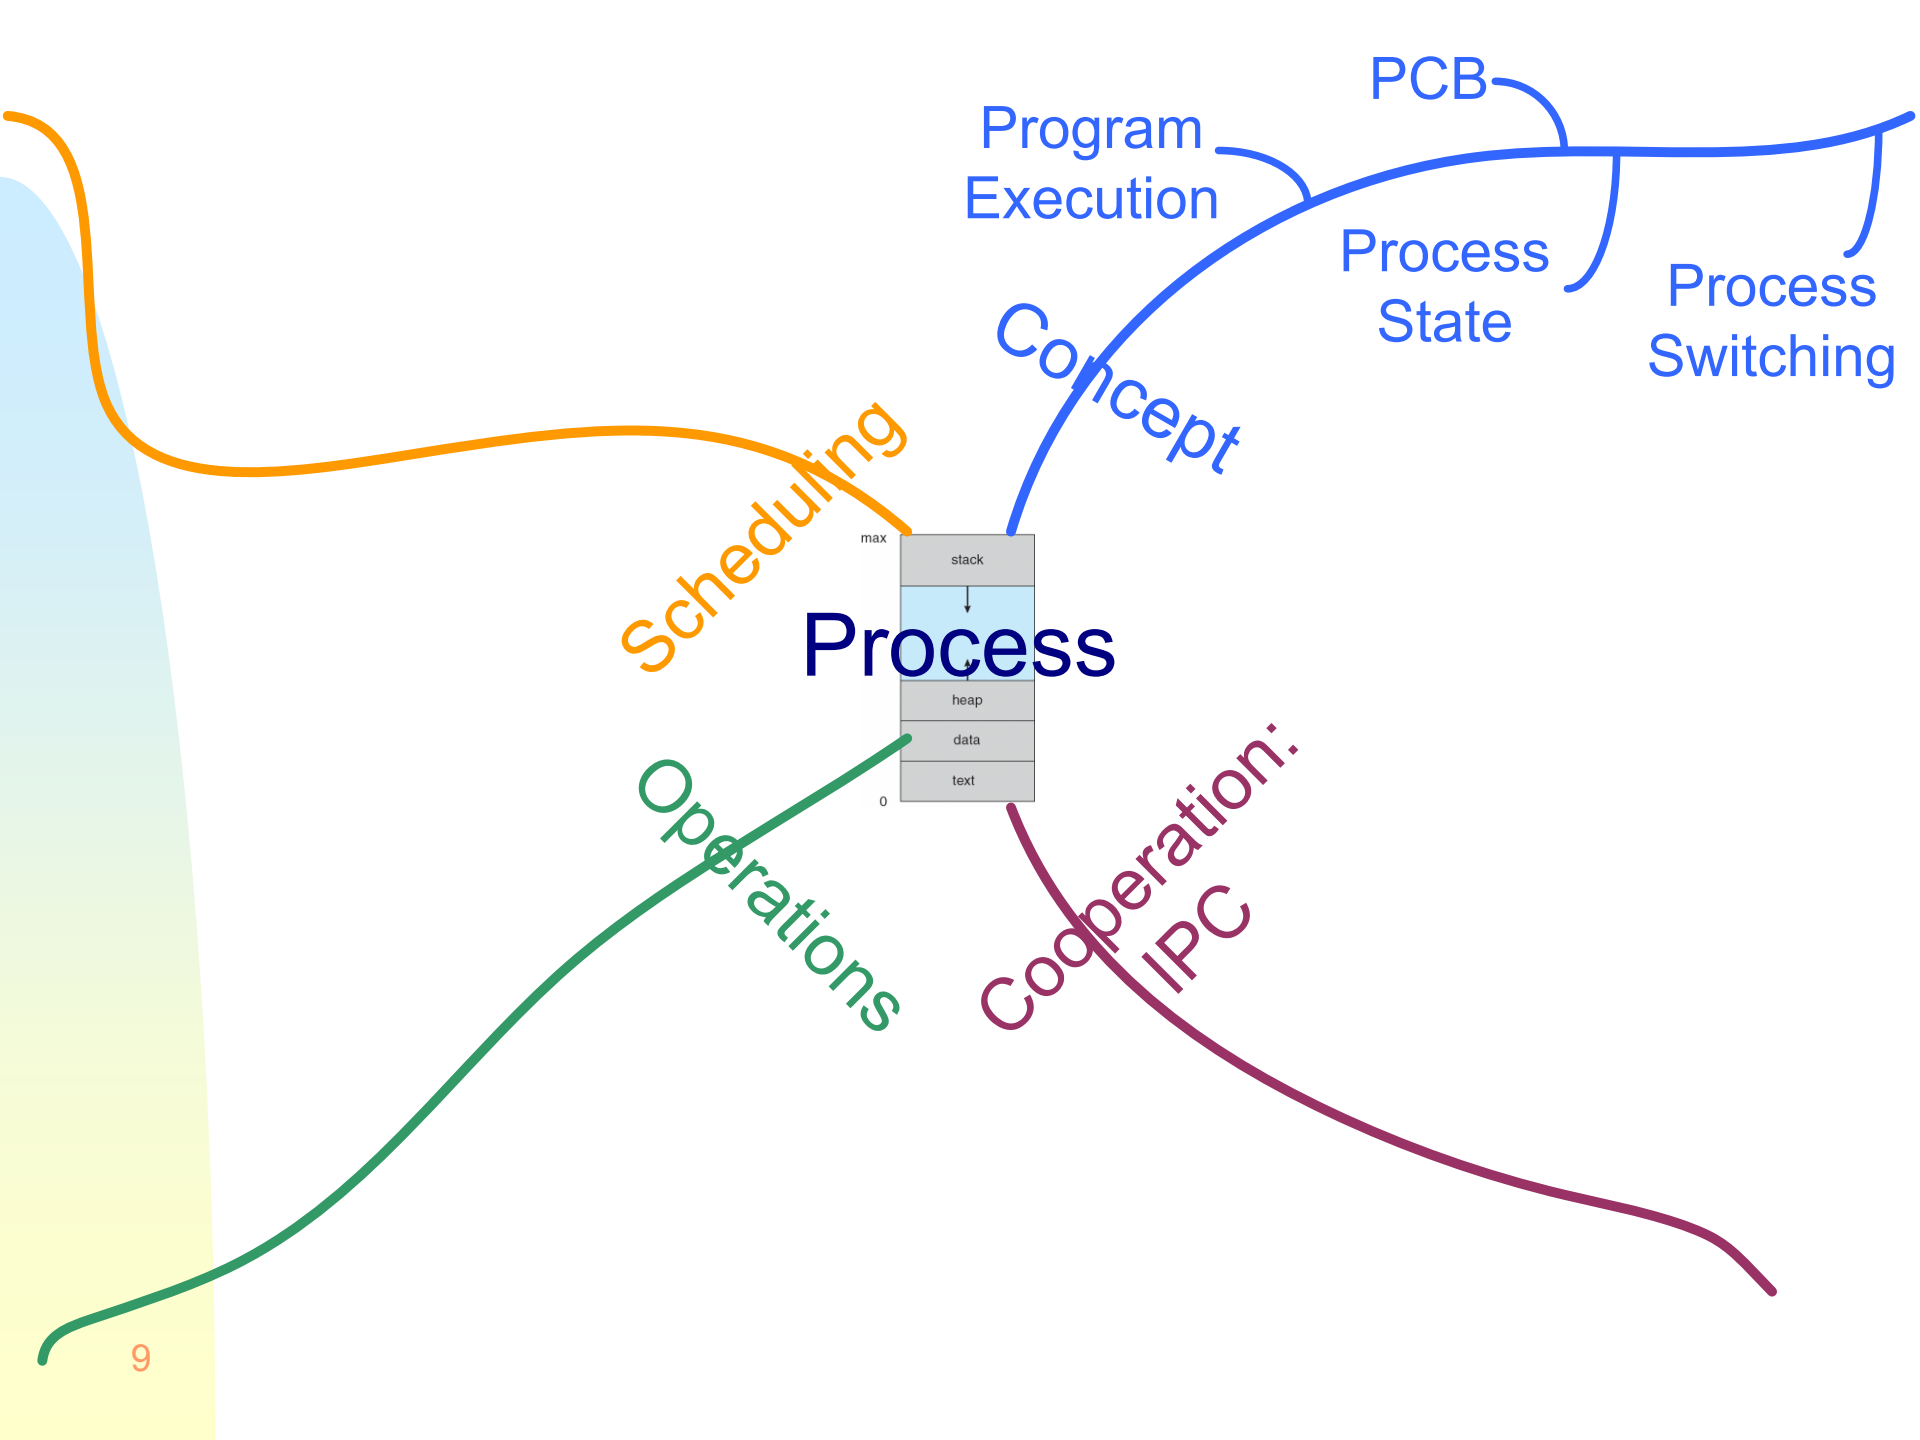 PCB
Program
Execution
Process
State
Process
Switching
Concept
Scheduling
max
stack
Process
heap
data
text
0
Operations
Cooperation:
IPC
9